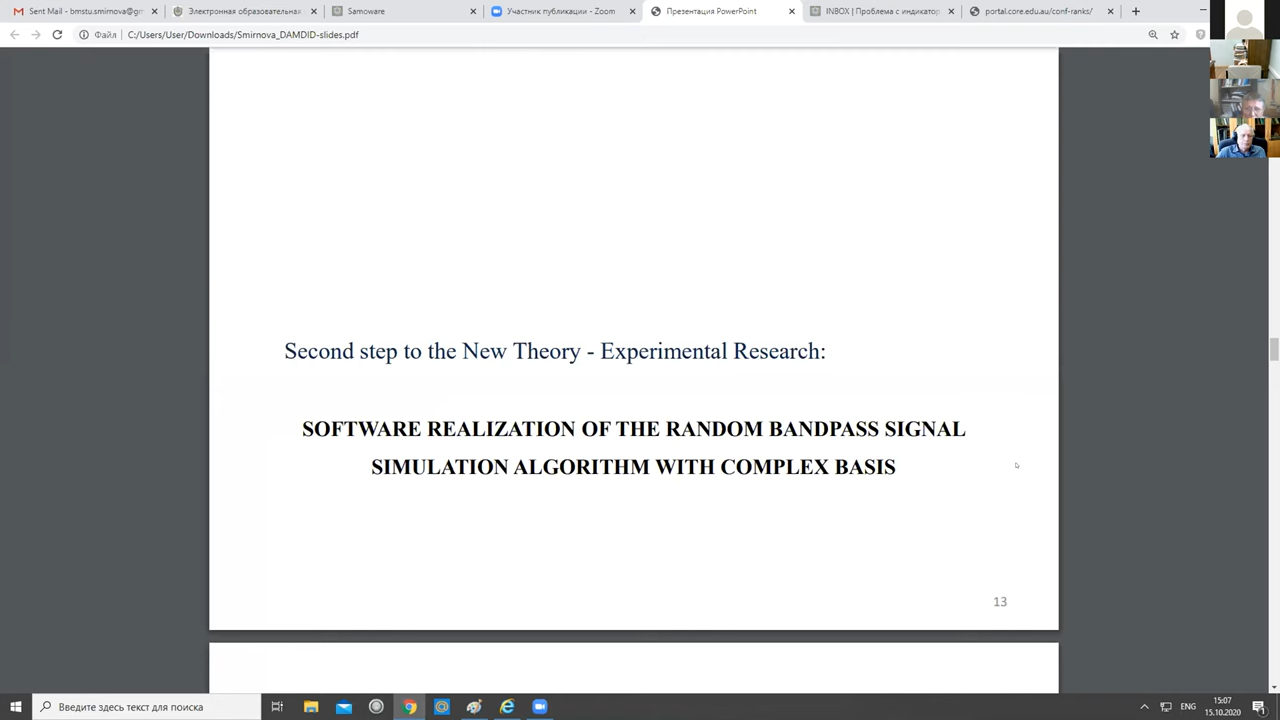 Sent Mail - bmstu.smirnova@gr
Электронная образовательная
Samoware
Участник публикации - Zoom
Презентация PowerPoint
INBOX | Проблема с индикатор
portal.core.edu.au/conf-ranks/
Файл
C:/Users/User/Downloads/Smirnova_DAMDID-slides.pdf
Second step to the New Theory - Experimental Research:
SOFTWARE REALIZATION OF THE RANDOM BANDPASS SIGNAL
SIMULATION ALGORITHM WITH COMPLEX BASIS
13
Введите здесь текст для поиска
ENG
15:07
15.10.2020